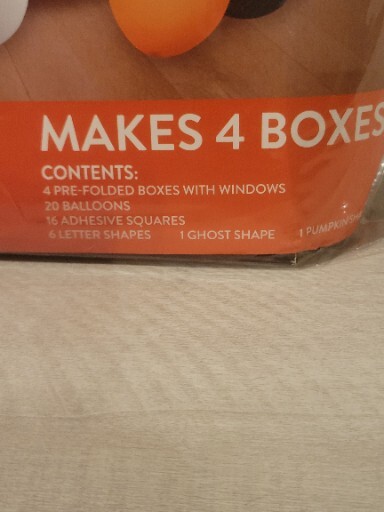 MAKES 4 BOXES
CONTENTS:
4 PRE-FOLDED BOXES WITH WINDOWS
20 BALLOONS
16 ADHESIVE SQUARES
6 LETTER SHAPES 1 GHOST SHAPE 1 PUMPKIN